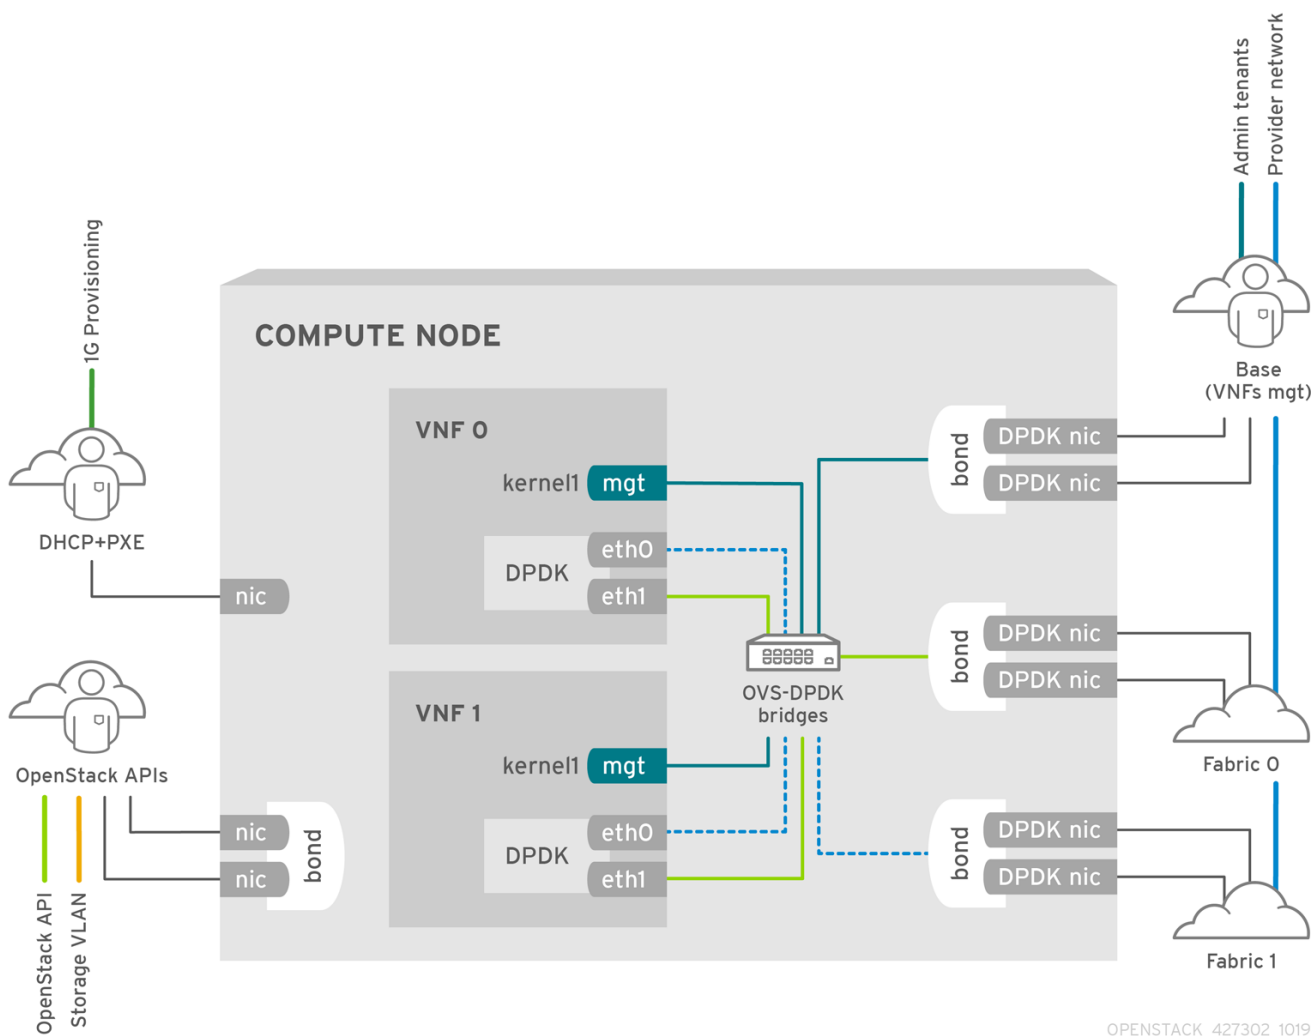 Admin tenants
Provider network
1G Provisioning
COMPUTE NODE
Base
(VNFs mgt)
VNF 0
bond
DPDK nic
DPDK nic
kernel1
mgt
DHCP+PXE
eth0
DPDK
eth1
nic
bond
DPDK nic
DPDK nic
OVS-DPDK
bridges
VNF 1
kernel1
mgt
Fabric 0
OpenStack APIs
nic
nic
bond
eth0
DPDK
eth1
bond
DPDK nic
DPDK nic
OpenStack API
Storage VLAN
Fabric 1
OPENSTACK_427302_1019